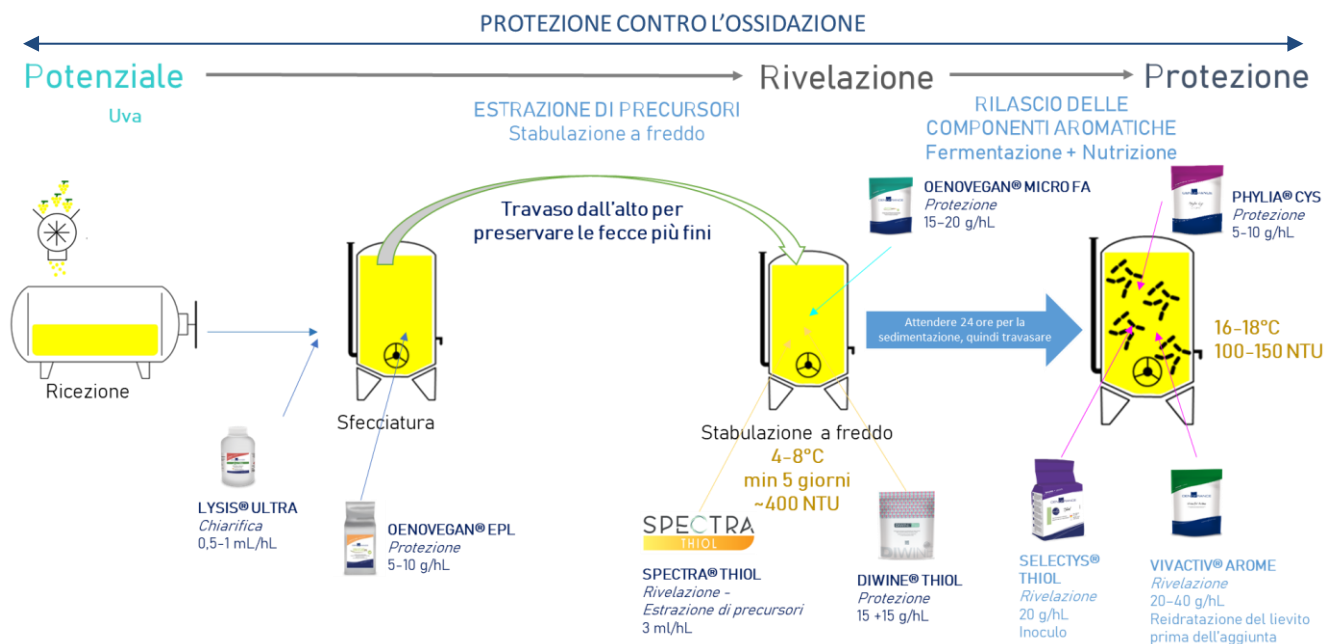 PROTEZIONE CONTRO L'OSSIDAZIONE
Potenziale
Rivelazione
Protezione
Uva
ESTRAZIONE DI PRECURSORI
Stabulazione a freddo
RILASCIO DELLE
COMPONENTI AROMATICHE
Fermentazione + Nutrizione
Travaso dall'alto per
preservare le fecce più fini
OENOVEGAN® MICRO FA
Protezione
15-20 g/hL
PHYLIA® CYS
Protezione
5-10 g/hL
Attendere 24 ore per la
sedimentazione, quindi travasare
16-18°C
100-150 NTU
Ricezione
Sfecciatura
Stabulazione a freddo
4-8°C
min 5 giorni
~400 NTU
LYSIS® ULTRA
Chiarifica
0,5-1 mL/hL
OENOVEGAN® EPL
Protezione
5-10 g/hL
SPECTRA
THIOL
SPECTRA® THIOL
Rivelazione -
Estrazione di precursori
3 ml/hL
DIWINE
DIWINE® THIOL
Protezione
15 +15 g/hL
SELECTYS®
THIOL
Rivelazione
20 g/hL
Inoculo
VIVACTIV® AROME
Rivelazione
20-40 g/hL
Reidratazione del lievito
prima dell'aggiunta